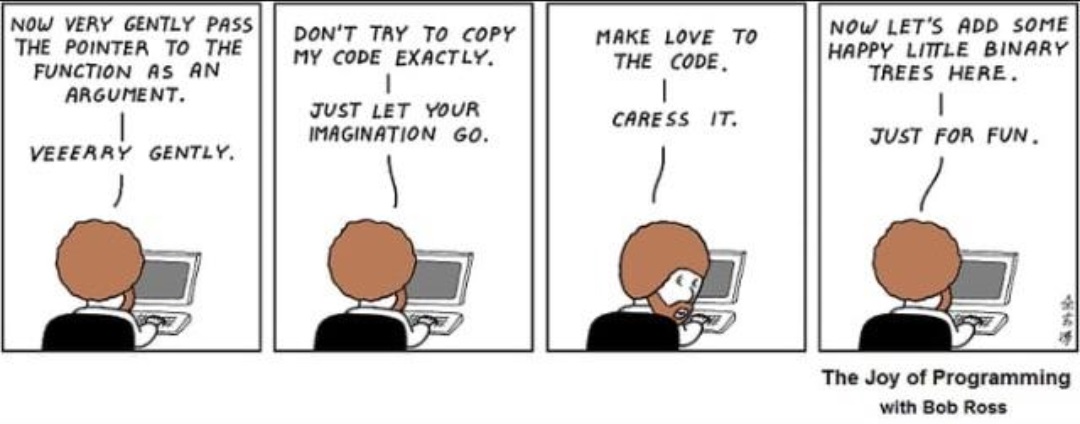 NOW VERY GENTLY PASS
THE POINTER TO THE
FUNCTION AS AN
ARGUMENT.
VEEERRY GENTLY.
DON'T TRY TO COPY
MY CODE EXACTLY.
JUST LET YOUR
IMAGINATION GO.
MAKE LOVE TO
THE CODE.
CARESS IT.
NOW LET'S ADD SOME
HAPPY LITTLE BINARY
TREES HERE.
JUST FOR FUN.
The Joy of Programming
with Bob Ross